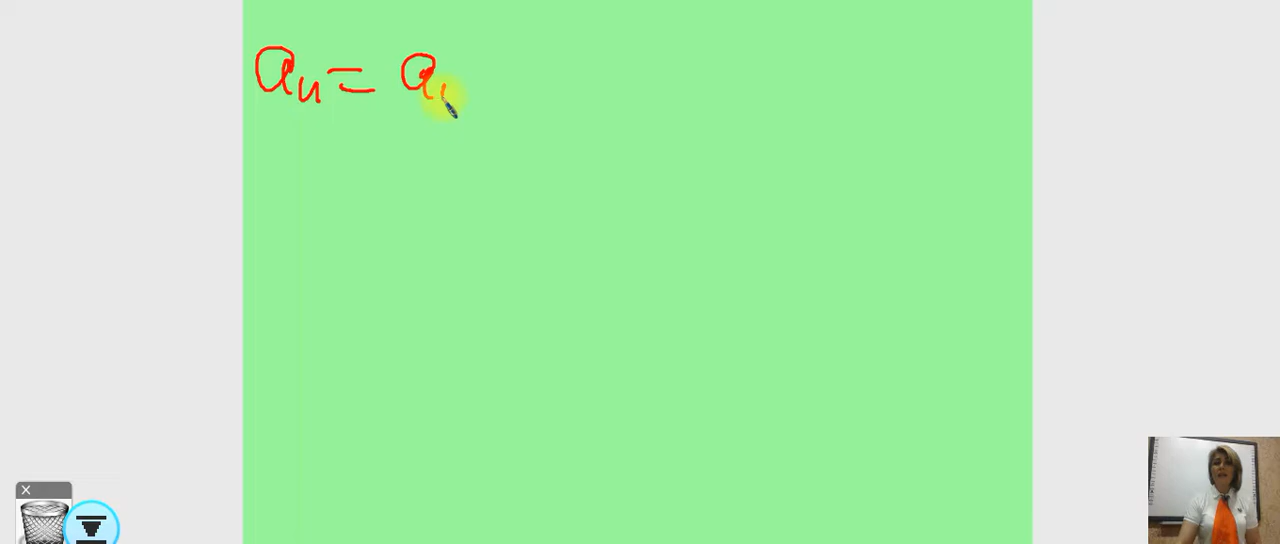 aₙ = a₁